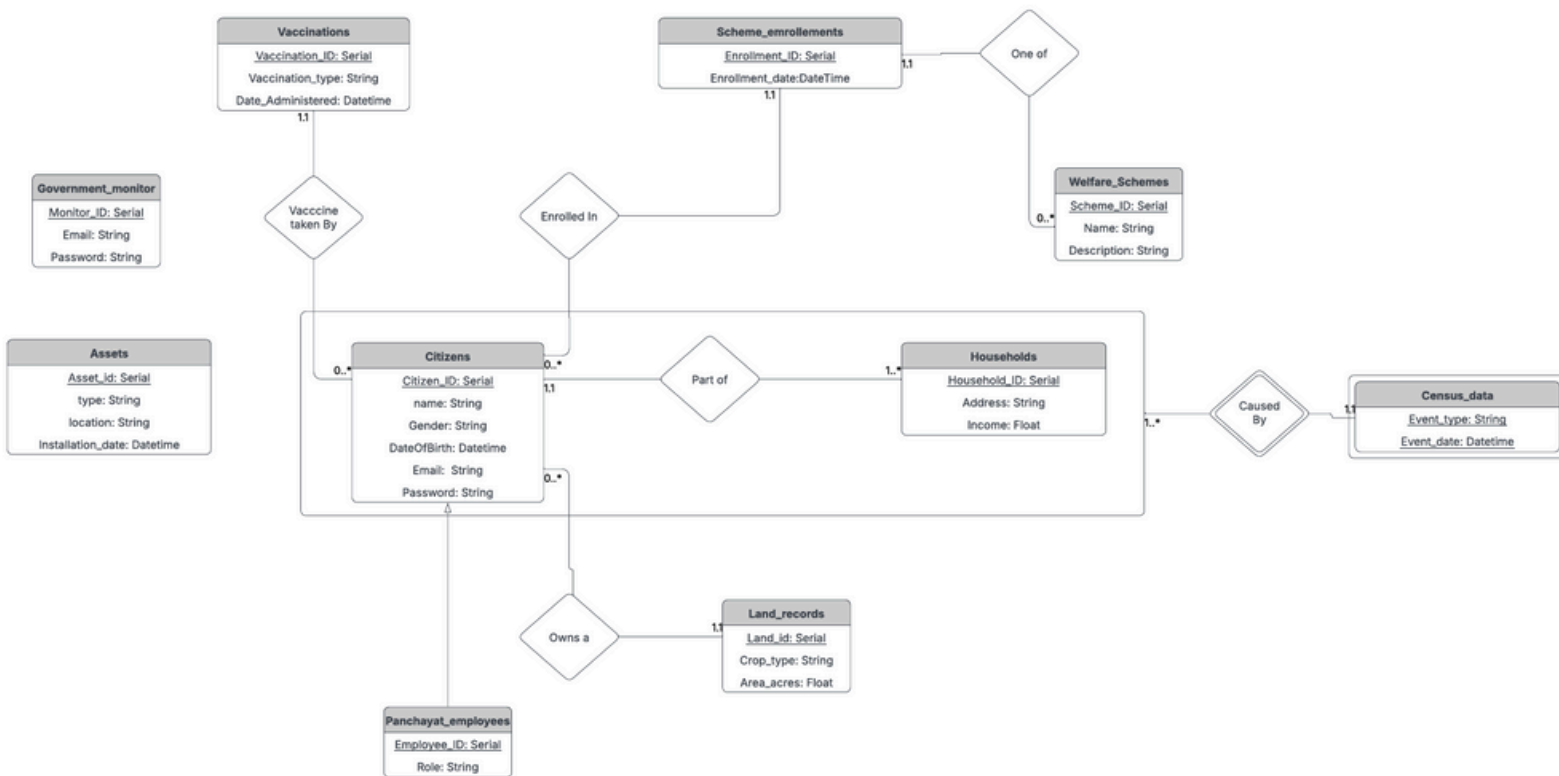 Vaccinations
Vaccination_ID: Serial
Vaccination_type: String
Date_Administered: Datetime
1.1
Scheme_emrollements
Enrollment_ID: Serial
Enrollment_date:DateTime
1.1
1.1
One of
Government_monitor
Monitor_ID: Serial
Email: String
Password: String
Vacccine
taken By
Enrolled In
Welfare_Schemes
Scheme_ID: Serial
Name: String
Description: String
0..*
Assets
Asset_id: Serial
type: String
location: String
Installation_date: Datetime
0..*
Citizens
Citizen_ID: Serial
name: String
Gender: String
DateOfBirth: Datetime
Email: String
Password: String
0..*
1.1
0..*
Part of
1..*
Households
Household_ID: Serial
Address: String
Income: Float
1..*
Caused
By
1.1
Census_data
Event_type: String
Event_date: Datetime
Owns a
1.1
Land_records
Land_id: Serial
Crop_type: String
Area_acres: Float
Panchayat_employees
Employee_ID: Serial
Role: String